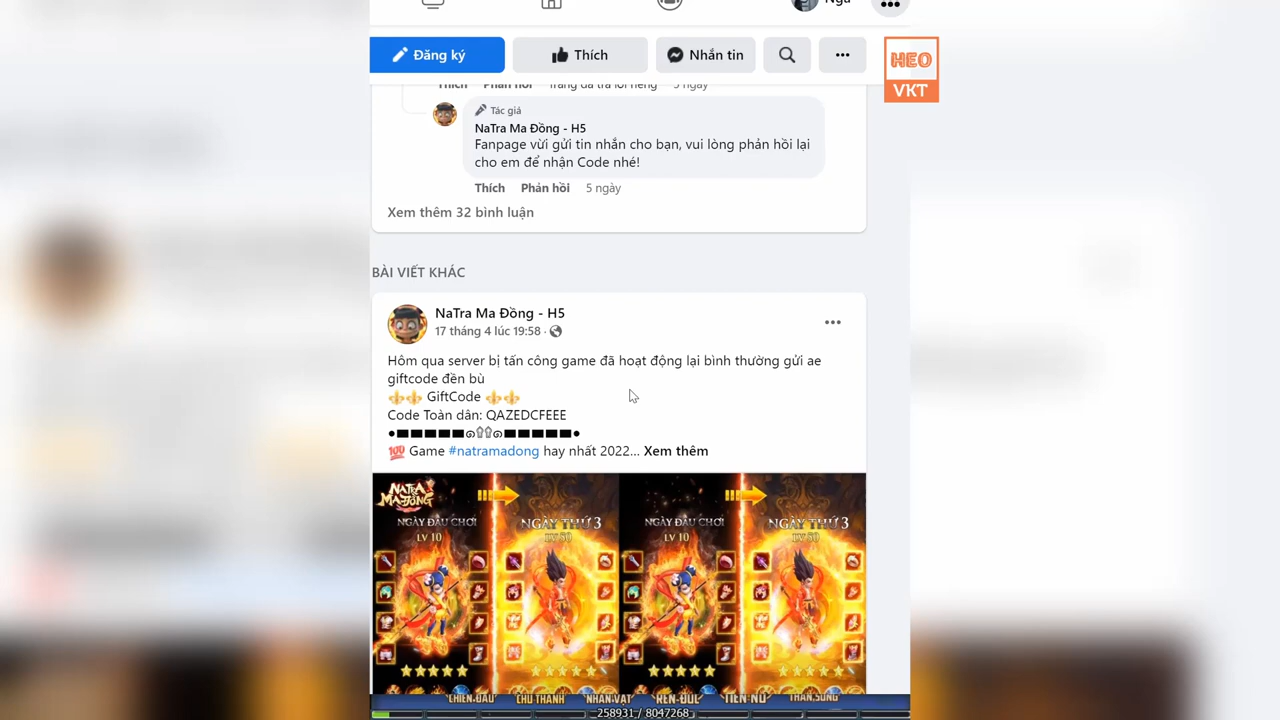 Ngu
Đăng ký
Thích
Nhắn tin
HEO
VKT
Thích Phản hồi Trang đã trả lời riêng 5 ngày
Tác giả
NaTra Ma Đồng - H5
Fanpage vừi gửi tin nhắn cho bạn, vui lòng phản hồi lại
cho em để nhận Code nhé!
Thích Phản hồi 5 ngày
Xem thêm 32 bình luận
BÀI VIẾT KHÁC
NaTra Ma Đồng - H5
17 tháng 4 lúc 19:58 ·
Hôm qua server bị tấn công game đã hoạt động lại bình thường gửi ae
giftcode đền bù
⚜️⚜️ GiftCode ⚜️⚜️
Code Toàn dân: QAZEDCFEEE
💯 Game #natramadong hay nhất 2022... Xem thêm
NATRA
MA ĐỒNG
NGÀY ĐẦU CHƠI
LV 10
NGÀY THỨ 3
LV.80
NGÀY ĐẦU CHƠI
LV 10
NGÀY THỨ 3
LV.80
CHIẾN ĐẤU
CHỦ THÀNH
NHÂN VẬT
RÈN ĐÚC
TIÊN NỮ
258931 / 8047268